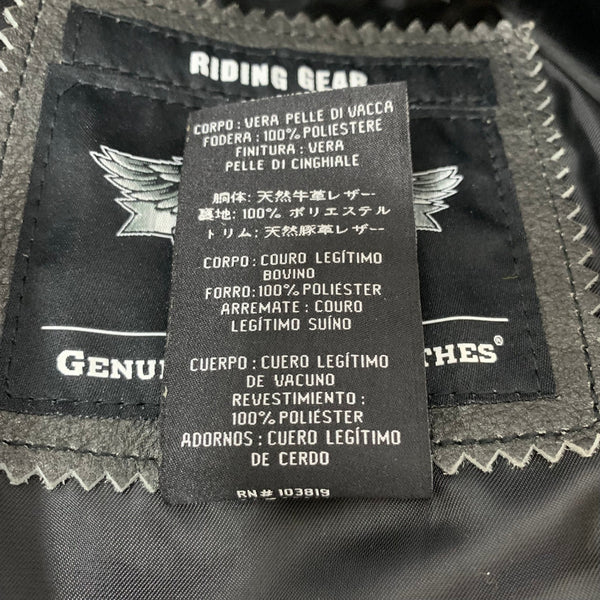 RIDING GEAR
CORPO : VERA PELLE DI VACCA
FODERA : 100% POLIESTERE
FINITURA : VERA
PELLE DI CINGHIALE
胴体: 天然牛革レザー
裏地: 100% ポリエステル
トリム: 天然豚革レザー
CORPO : COURO LEGÍTIMO
BOVINO
FORRO: 100% POLIÉSTER
ARREMATE : COURO
LEGÍTIMO SUÍNO
CUERPO : CUERO LEGÍTIMO
DE VACUNO
REVESTIMIENTO :
100% POLIÉSTER
ADORNOS : CUERO LEGÍTIMO
DE CERDO
RN# 103819
GENUI THES®